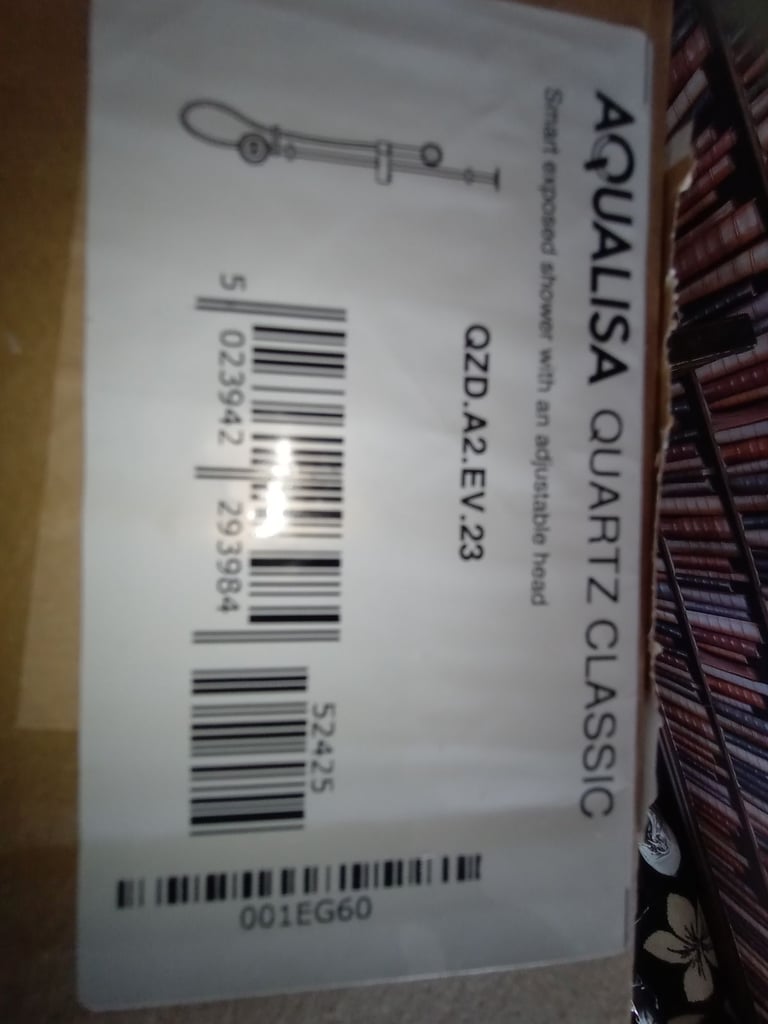 AQUALISA QUARTZ CLASSIC
Smart exposed shower with an adjustable head
QZD.A2.EV.23
5 023942 293984
52425
001EG60